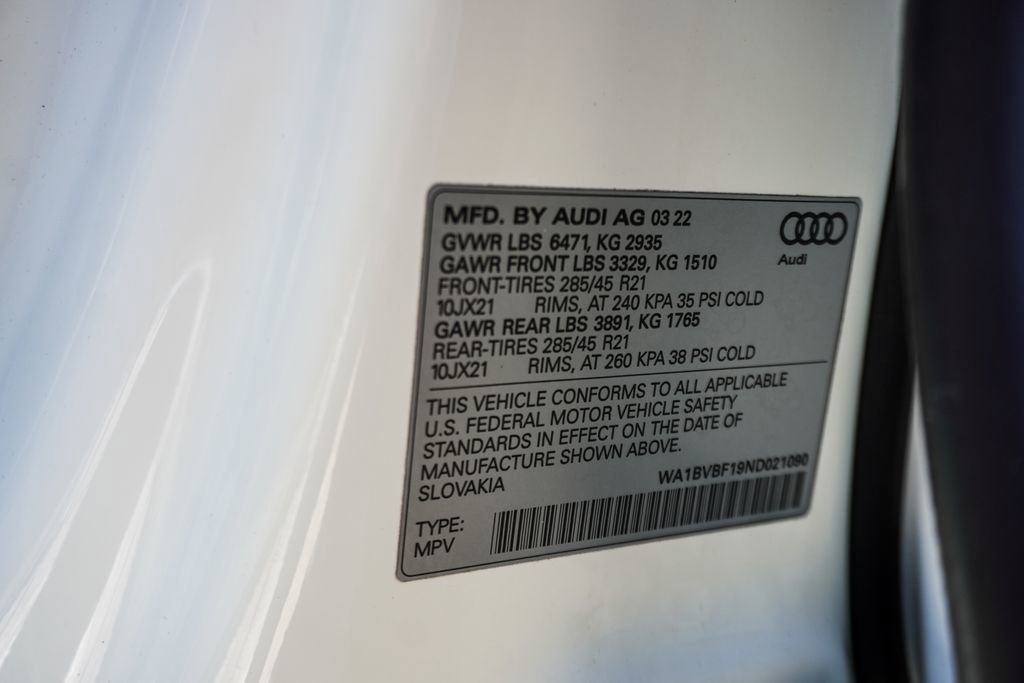 MFD. BY AUDI AG 03 22
GVWR LBS 6471, KG 2935
GAWR FRONT LBS 3329, KG 1510
FRONT-TIRES 285/45 R21
10JX21 RIMS, AT 240 KPA 35 PSI COLD
GAWR REAR LBS 3891, KG 1765
REAR-TIRES 285/45 R21
10JX21 RIMS, AT 260 KPA 38 PSI COLD
Audi
THIS VEHICLE CONFORMS TO ALL APPLICABLE
U.S. FEDERAL MOTOR VEHICLE SAFETY
STANDARDS IN EFFECT ON THE DATE OF
MANUFACTURE SHOWN ABOVE.
SLOVAKIA
WA1BVBF19ND021090
TYPE:
MPV